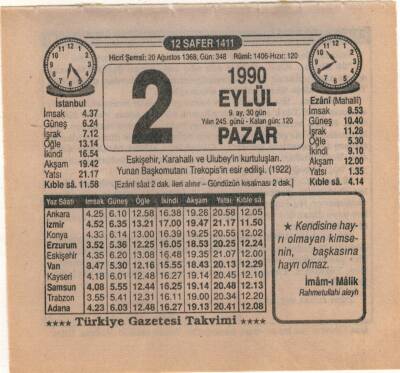 12 SAFER 1411
Hicrî Şemsî: 20 Ağustos 1368, Gün: 348 Rûmî: 1406-Hızır: 120
İstanbul
İmsak 4.37
Güneş 6.24
İsrak 7.12
Öğle 13.14
İkindi 16.54
Akşam 19.42
Yatsı 21.17
Kıble sâ. 11.58
2
1990
EYLÜL
9. ay, 30 gün
Yılın 245. günü - Kalan gün: 120
PAZAR
Ezânî (Mahallî)
İmsak 8.53
Güneş 10.40
İsrak 11.28
Öğle 5.30
İkindi 9.10
Akşam 12.00
Yatsı 1.35
Kıble sâ. 4.14
Eskişehir, Karahallı ve Ulubey'in kurtuluşları.
Yunan Başkomutanı Trekopis'in esir edilişi. (1922)
[Ezânî sâat 2 dak. ileri alınır – Gündüzün kısalması 2 dak.]
Yaz Sâati İmsak Güneş Öğle İkindi Akşam Yatsı Kıble sâ.
Ankara 4.25 6.10 12.58 16.38 19.26 20.58 12.05
İzmir 4.52 6.35 13.21 17.00 19.47 21.17 11.50
Konya 4.33 6.14 13.00 16.39 19.25 20.55 12.02
Erzurum 3.52 5.36 12.25 16.05 18.53 20.25 12.24
Eskişehir 4.35 6.20 13.08 16.48 19.35 21.07 12.00
Van 8.47 5.30 12.16 15.55 18.43 20.13 12.29
Kayseri 4.18 6.01 12.48 16.27 19.14 20.45 12.10
Samsun 4.08 5.55 12.44 16.25 19.14 20.48 12.13
Trabzon 3.55 5.41 12.31 16.11 19.00 20.34 12.20
Adana 4.23 6.03 12.48 16.27 19.13 20.41 12.08
★ Kendisine hay-
rı olmayan kimse-
nin, başkasına
hayrı olmaz.
İmâm-ı Mâlik
Rahmetullahi aleyh
★★★★ Türkiye Gazetesi Takvimi ★★★★